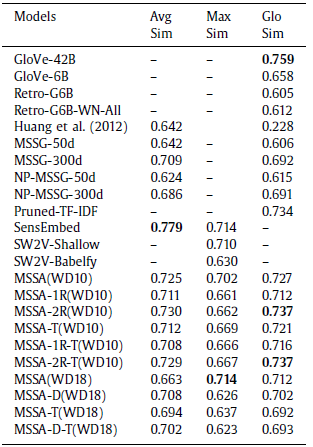 Models Avg Max Glo
Sim Sim Sim
GloVe-42B – – 0.759
GloVe-6B – – 0.658
Retro-G6B – – 0.605
Retro-G6B-WN-All – – 0.612
Huang et al. (2012) 0.642 – 0.228
MSSG-50d 0.642 – 0.606
MSSG-300d 0.709 – 0.692
NP-MSSG-50d 0.624 – 0.615
NP-MSSG-300d 0.686 – 0.691
Pruned-TF-IDF – – 0.734
SensEmbed 0.779 0.714 –
SW2V-Shallow – 0.710 –
SW2V-Babelfy – 0.630 –
MSSA(WD10) 0.725 0.702 0.727
MSSA-1R(WD10) 0.711 0.661 0.712
MSSA-2R(WD10) 0.730 0.662 0.737
MSSA-T(WD10) 0.712 0.669 0.721
MSSA-1R-T(WD10) 0.708 0.666 0.716
MSSA-2R-T(WD10) 0.729 0.667 0.737
MSSA(WD18) 0.663 0.714 0.712
MSSA-D(WD18) 0.708 0.626 0.702
MSSA-T(WD18) 0.694 0.637 0.692
MSSA-D-T(WD18) 0.702 0.623 0.693